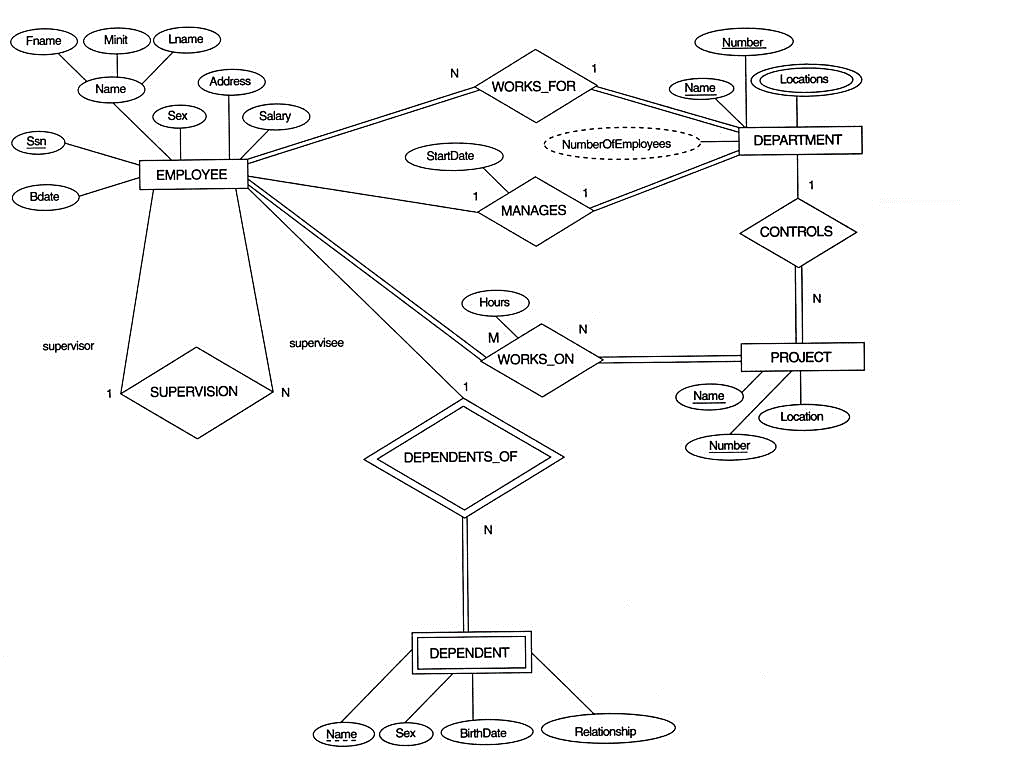 Fname
Minit
Lname
Number
Name
Address
N
1
WORKS_FOR
Name
Locations
Sex
Salary
Ssn
StartDate
NumberOfEmployees
DEPARTMENT
EMPLOYEE
Bdate
1
MANAGES
1
1
CONTROLS
Hours
N
supervisor
supervisee
M
N
WORKS_ON
PROJECT
1
SUPERVISION
N
1
Name
Location
Number
DEPENDENTS_OF
N
DEPENDENT
Name
Sex
BirthDate
Relationship